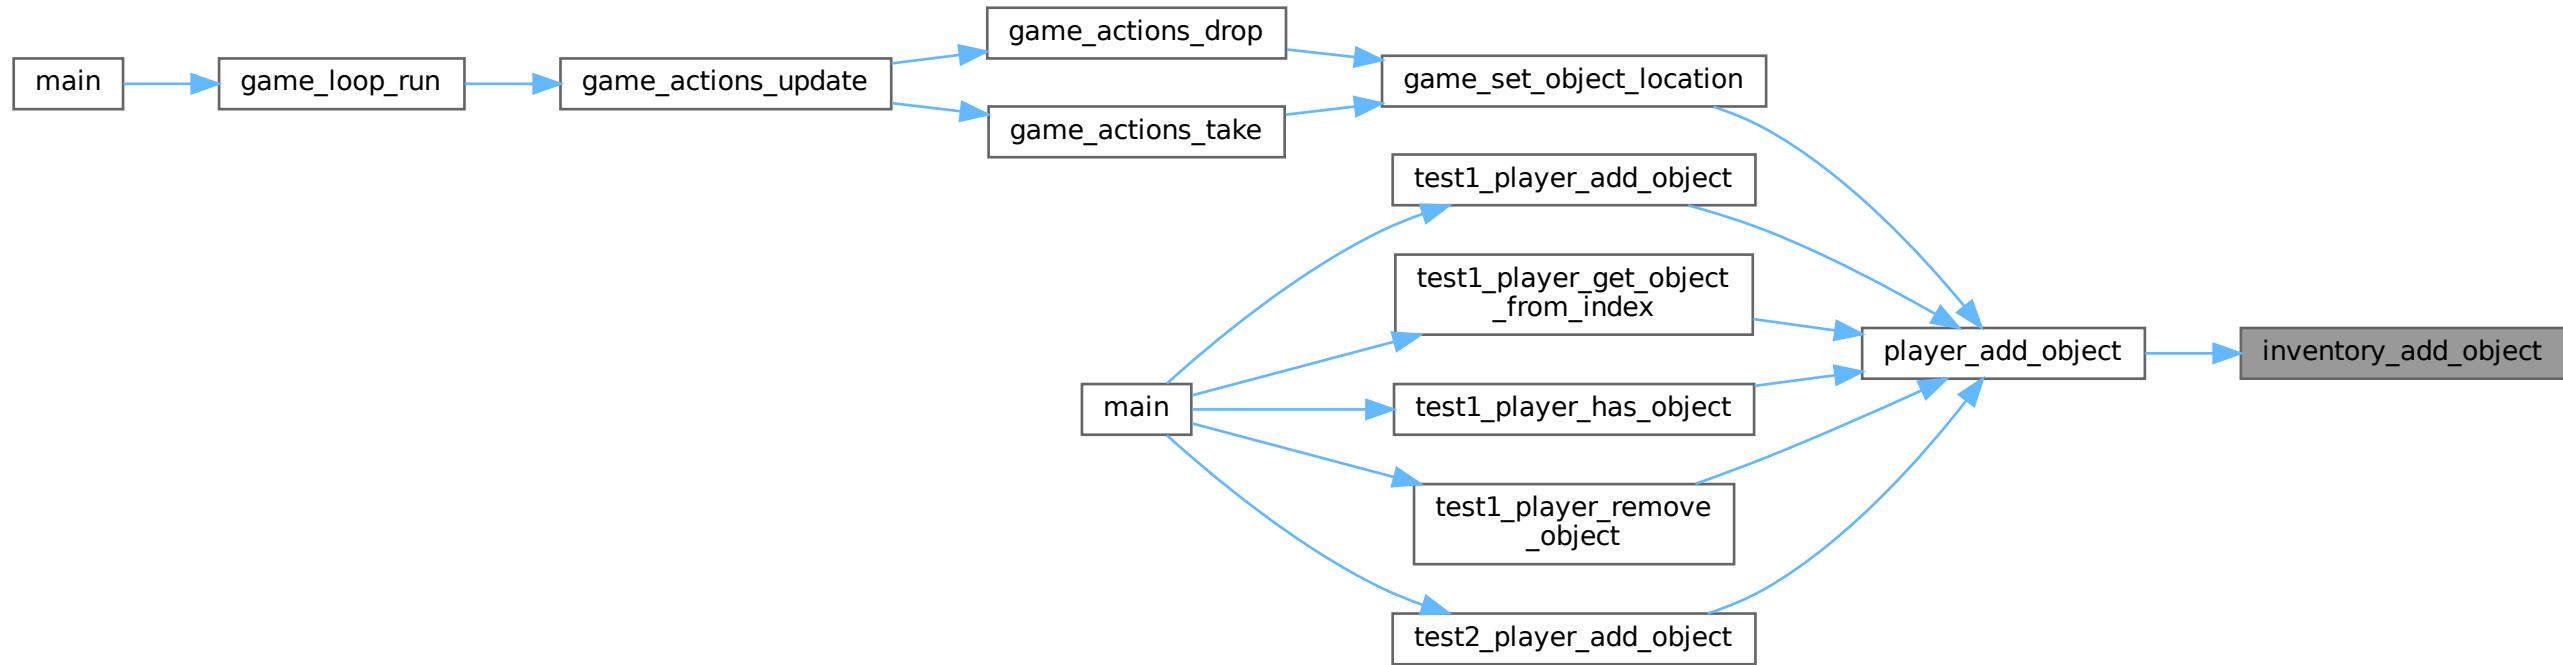 main
game_loop_run
game_actions_update
game_actions_drop
game_actions_take
game_set_object_location
test1_player_add_object
test1_player_get_object
_from_index
main
test1_player_has_object
test1_player_remove
_object
test2_player_add_object
player_add_object
inventory_add_object